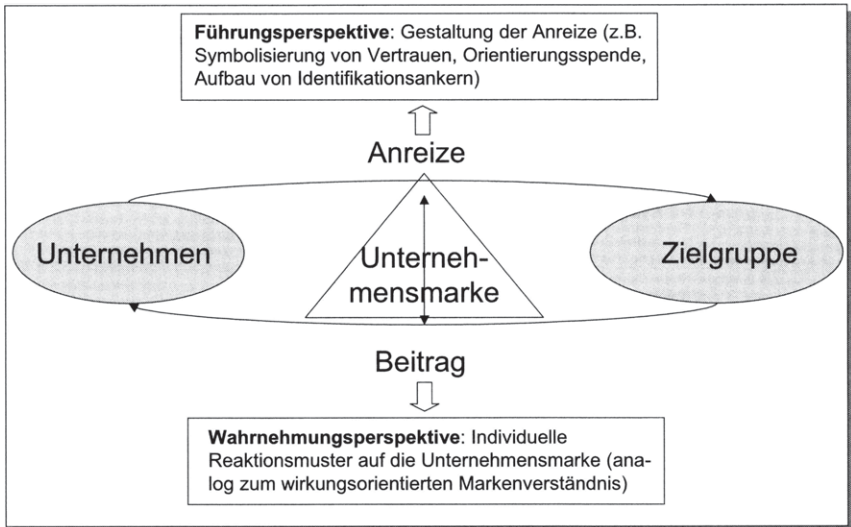 Führungsperspektive: Gestaltung der Anreize (z.B.
Symbolisierung von Vertrauen, Orientierungsspende,
Aufbau von Identifikationsankern)
Anreize
Unternehmen
Unterneh-
mensmarke
Zielgruppe
Beitrag
Wahrnehmungsperspektive: Individuelle
Reaktionsmuster auf die Unternehmensmarke (ana-
log zum wirkungsorientierten Markenverständnis)